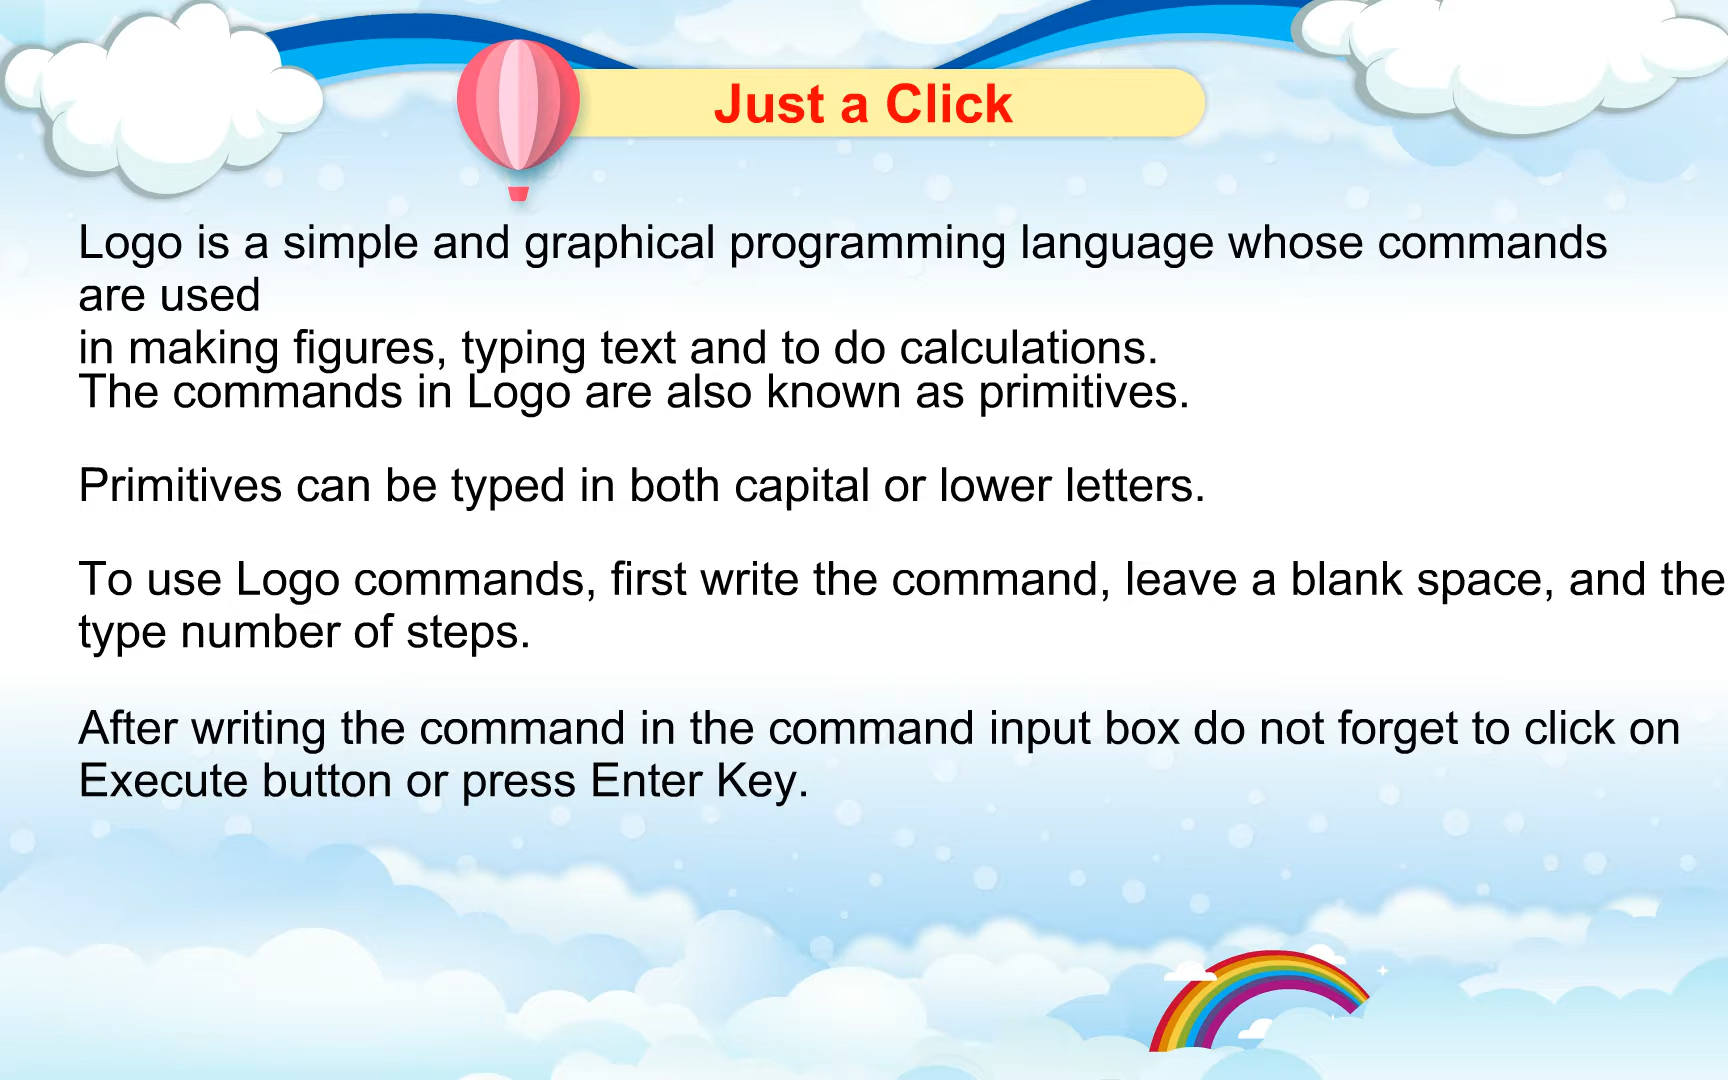 Just a Click
Logo is a simple and graphical programming language whose commands
are used
in making figures, typing text and to do calculations.
The commands in Logo are also known as primitives.
Primitives can be typed in both capital or lower letters.
To use Logo commands, first write the command, leave a blank space, and the
type number of steps.
After writing the command in the command input box do not forget to click on
Execute button or press Enter Key.